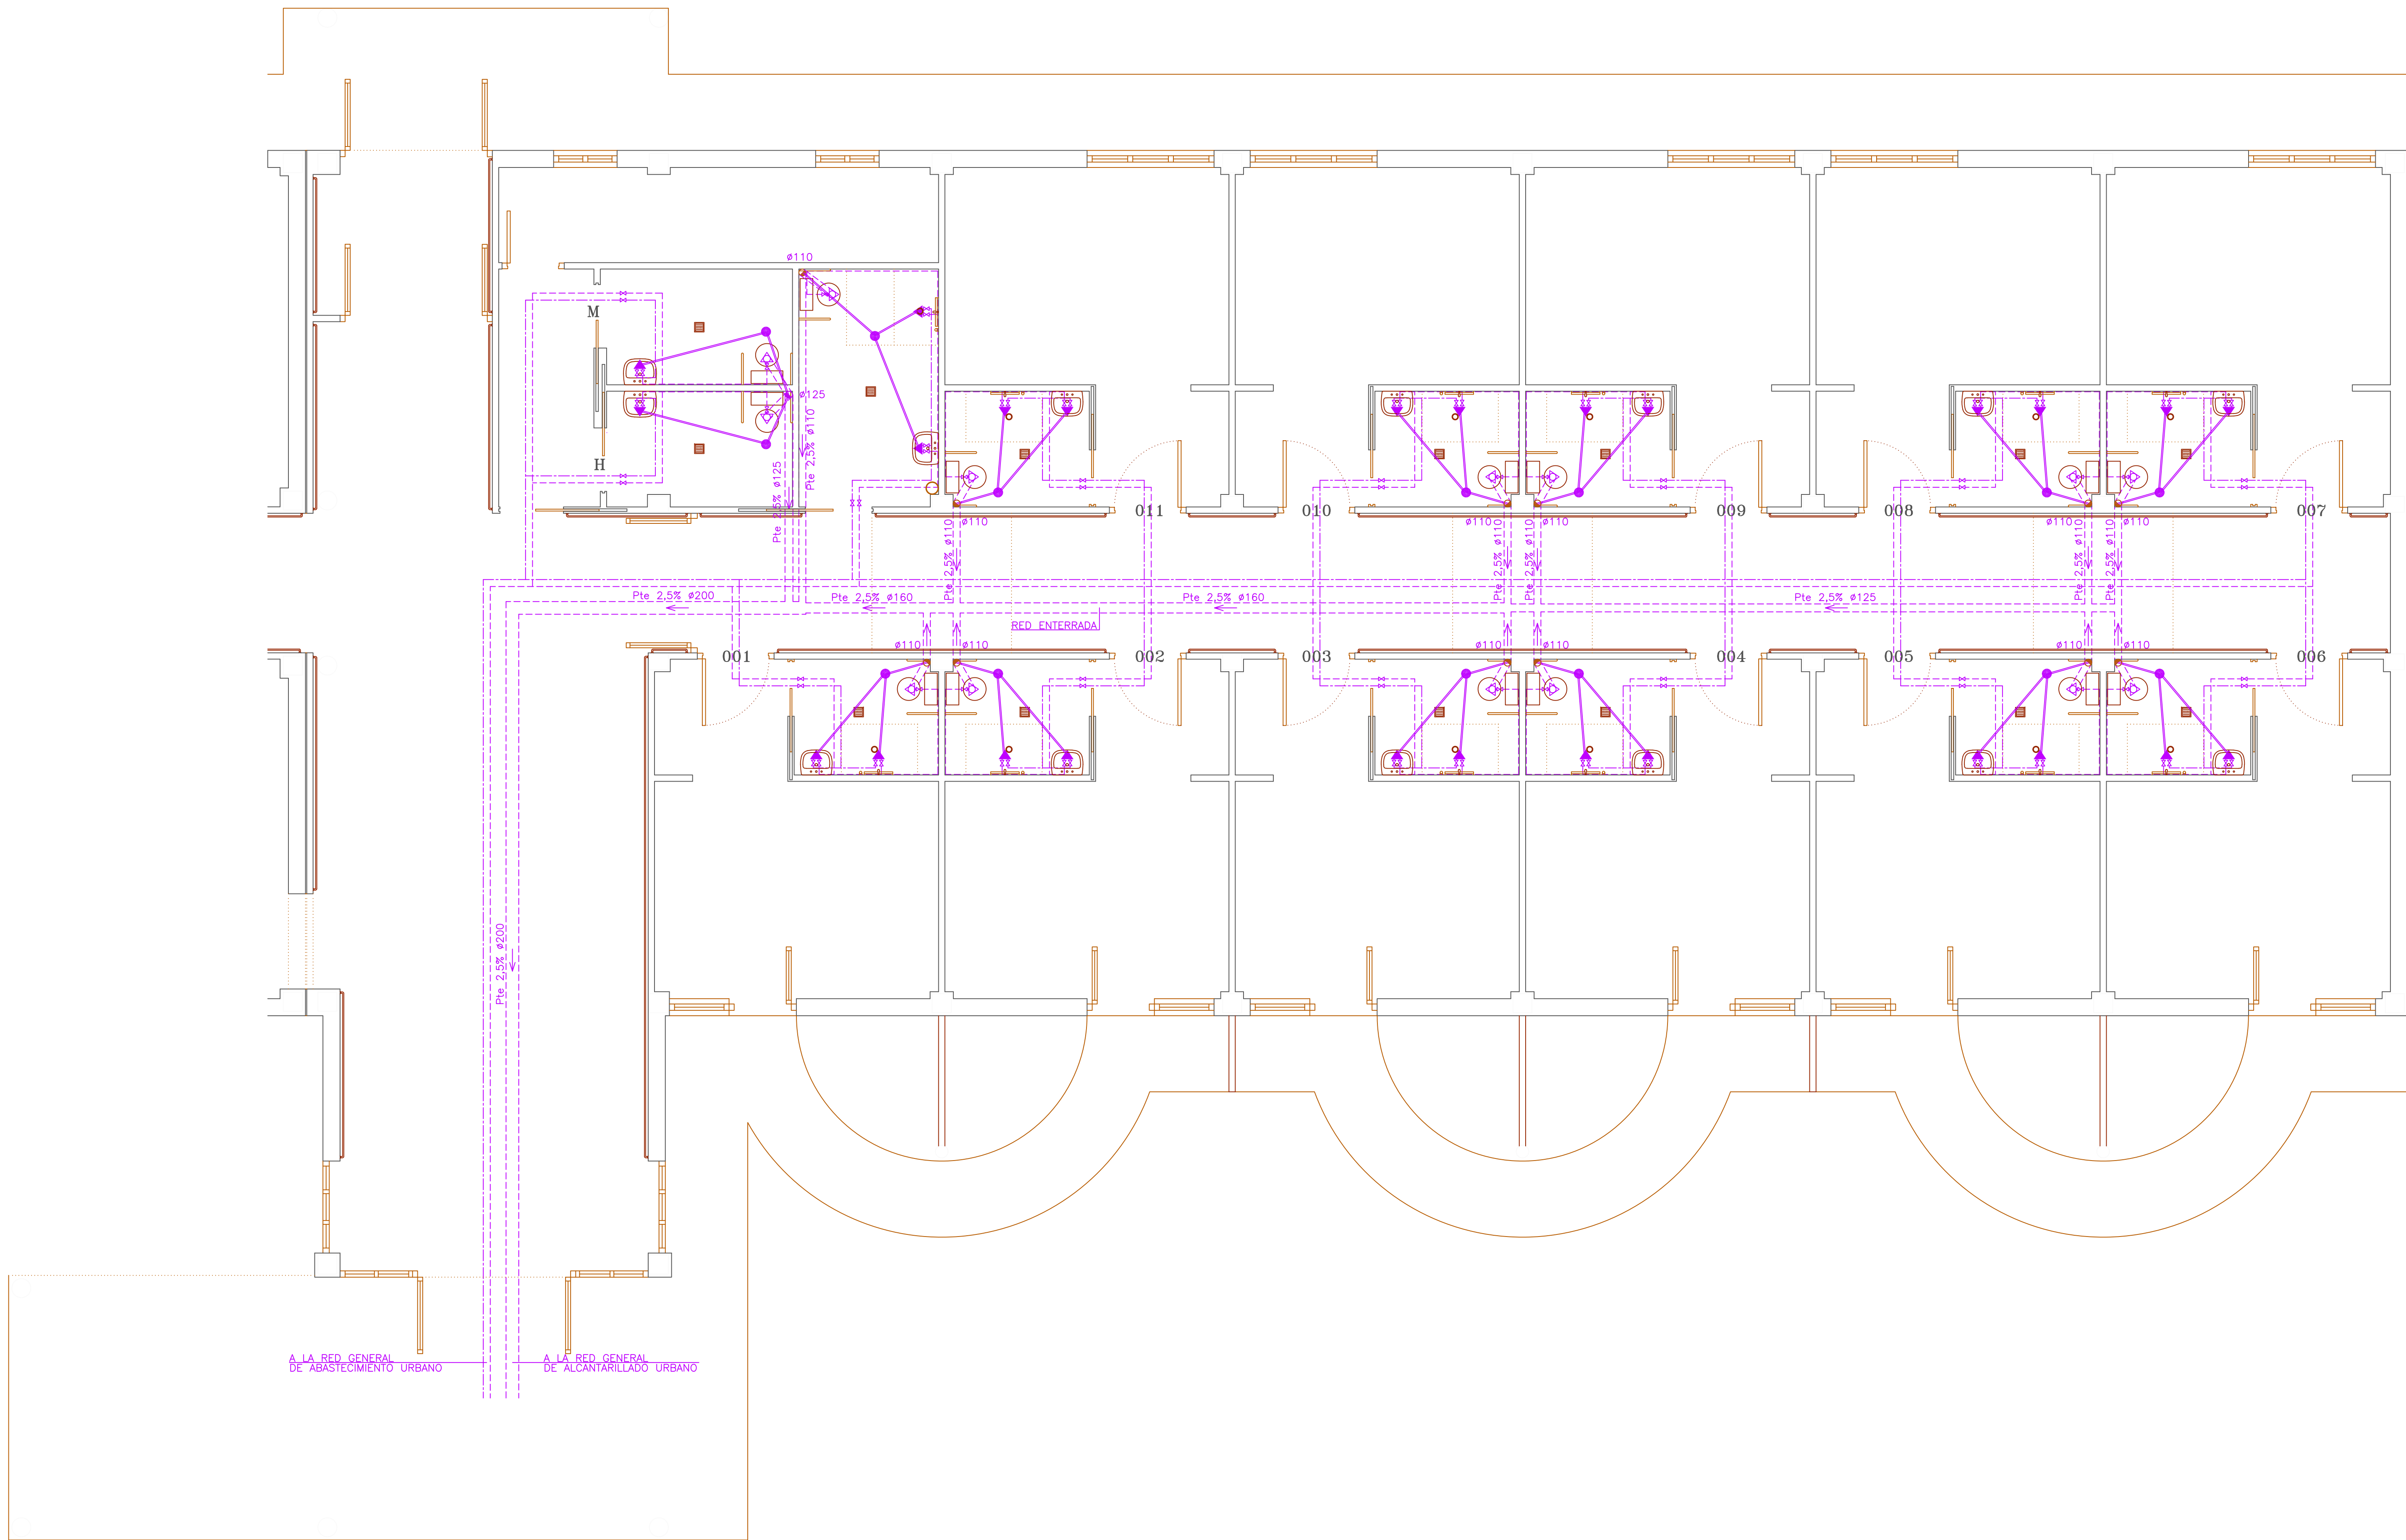 ø110
M
ø125
Pte 2,5% ø110
H
Pte 2,5% ø125
011
010
009
008
007
ø110
ø110
ø110
ø110
ø110
Pte 2,5% ø110
Pte 2,5% ø110
Pte 2,5% ø110
Pte 2,5% ø110
Pte 2,5% ø110
Pte 2,5% ø200
Pte 2,5% ø160
Pte 2,5% ø160
Pte 2,5% ø125
RED ENTERRADA
ø110
ø110
ø110
ø110
ø110
ø110
001
002
003
004
005
006
Pte 2,5% ø200
A LA RED GENERAL
DE ABASTECIMIENTO URBANO
A LA RED GENERAL
DE ALCANTARILLADO URBANO